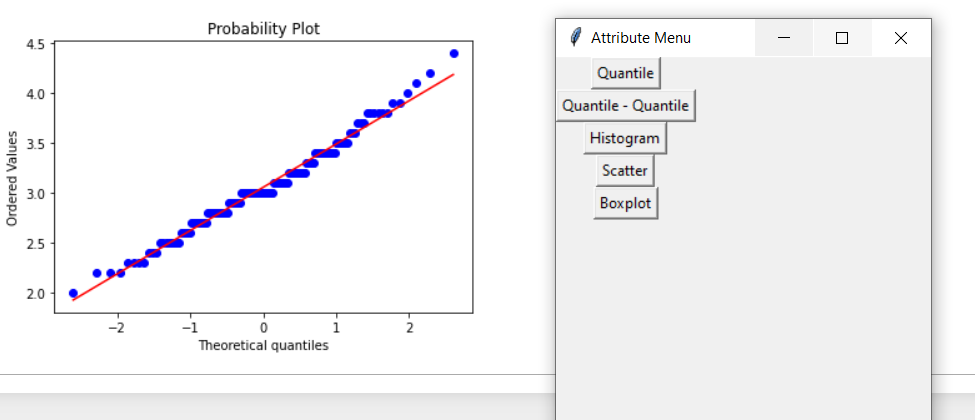 Probability Plot
4.5
4.0
3.5
3.0
2.5
2.0
Ordered Values
−2 −1 0 1 2
Theoretical quantiles
Attribute Menu
Quantile
Quantile - Quantile
Histogram
Scatter
Boxplot